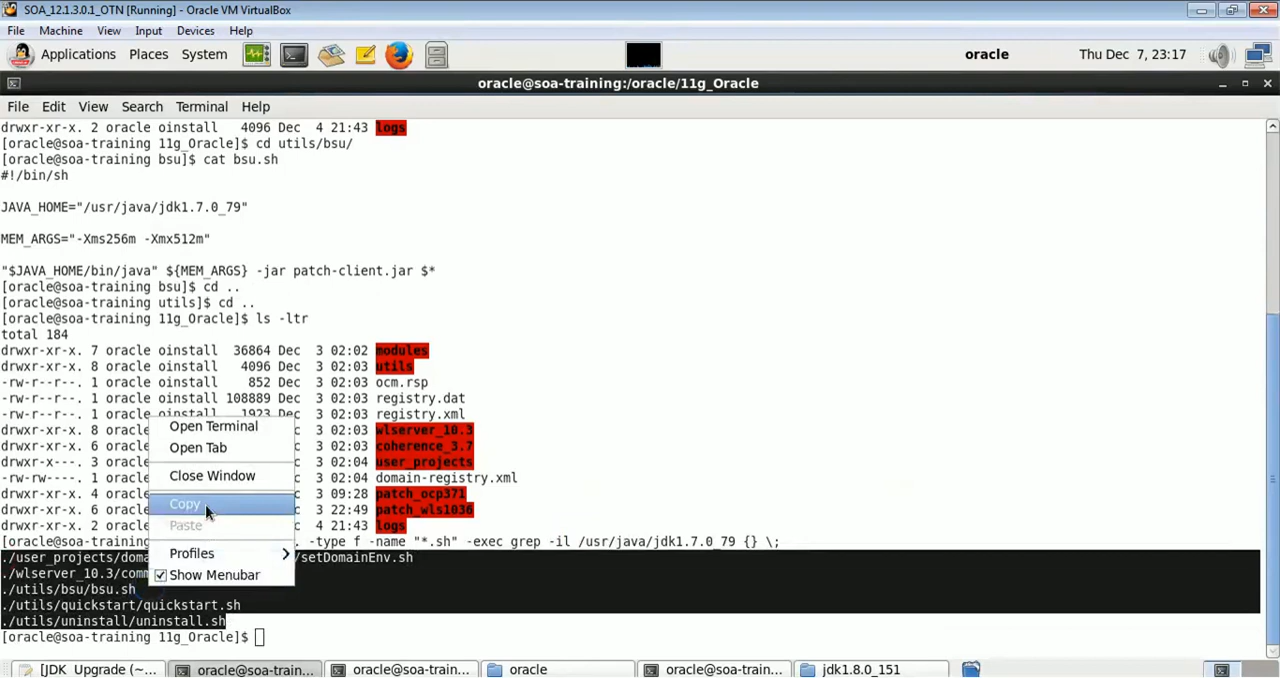 SOA_12.1.3.0.1_OTN [Running] - Oracle VM VirtualBox
File Machine View Input Devices Help
Applications Places System oracle Thu Dec 7, 23:17
oracle@soa-training:/oracle/11g_Oracle
File Edit View Search Terminal Help
drwxr-xr-x. 2 oracle oinstall 4096 Dec 4 21:43 logs
[oracle@soa-training 11g_Oracle]$ cd utils/bsu/
[oracle@soa-training bsu]$ cat bsu.sh
#!/bin/sh
JAVA_HOME="/usr/java/jdk1.7.0_79"
MEM_ARGS="-Xms256m -Xmx512m"
"$JAVA_HOME/bin/java" ${MEM_ARGS} -jar patch-client.jar $*
[oracle@soa-training bsu]$ cd ..
[oracle@soa-training utils]$ cd ..
[oracle@soa-training 11g_Oracle]$ ls -ltr
total 184
drwxr-xr-x. 7 oracle oinstall 36864 Dec 3 02:02 modules
drwxr-xr-x. 8 oracle oinstall 4096 Dec 3 02:03 utils
-rw-r--r--. 1 oracle oinstall 852 Dec 3 02:03 ocm.rsp
-rw-r--r--. 1 oracle oinstall 108889 Dec 3 02:03 registry.dat
-rw-r--r--. 1 oracle oinstall 1923 Dec 3 02:03 registry.xml
drwxr-xr-x. 8 oracle 3 02:03 wlserver_10.3
drwxr-xr-x. 6 oracle 3 02:03 coherence_3.7
drwxr-x---. 3 oracle 3 02:04 user_projects
-rw-rw----. 1 oracle 3 02:04 domain-registry.xml
drwxr-xr-x. 4 oracle 3 09:28 patch_ocp371
drwxr-xr-x. 6 oracle 3 22:49 patch_wls1036
drwxr-xr-x. 2 oracle 4 21:43 logs
[oracle@soa-training . -type f -name "*.sh" -exec grep -il /usr/java/jdk1.7.0_79 {} \;
./user_projects/doma /setDomainEnv.sh
./wlserver_10.3/comm
./utils/bsu/bsu.sh
./utils/quickstart/quickstart.sh
./utils/uninstall/uninstall.sh
[oracle@soa-training 11g_Oracle]$
Open Terminal
Open Tab
Close Window
Copy
Paste
Profiles
Show Menubar
[JDK Upgrade (~... oracle@soa-train... oracle@soa-train... oracle oracle@soa-train... jdk1.8.0_151